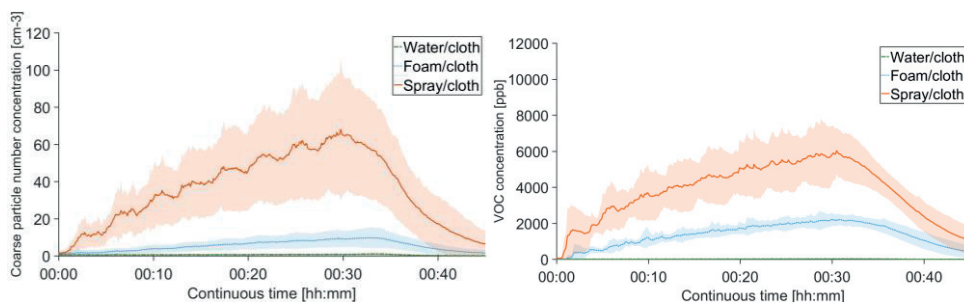 Coarse particle number concentration [cm-3]
120
100
80
60
40
20
0
00:00 00:10 00:20 00:30 00:40
Continuous time [hh:mm]
Water/cloth
Foam/cloth
Spray/cloth
VOC concentration [ppb]
12000
10000
8000
6000
4000
2000
0
00:00 00:10 00:20 00:30 00:40
Continuous time [hh:mm]
Water/cloth
Foam/cloth
Spray/cloth